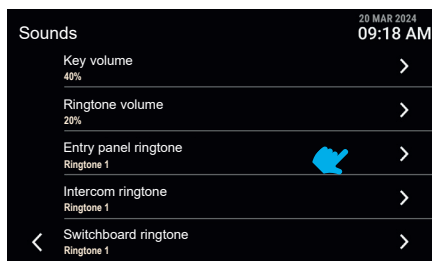 Sounds
20 MAR 2024
09:18 AM
Key volume
40%
Ringtone volume
20%
Entry panel ringtone
Ringtone 1
Intercom ringtone
Ringtone 1
Switchboard ringtone
Ringtone 1